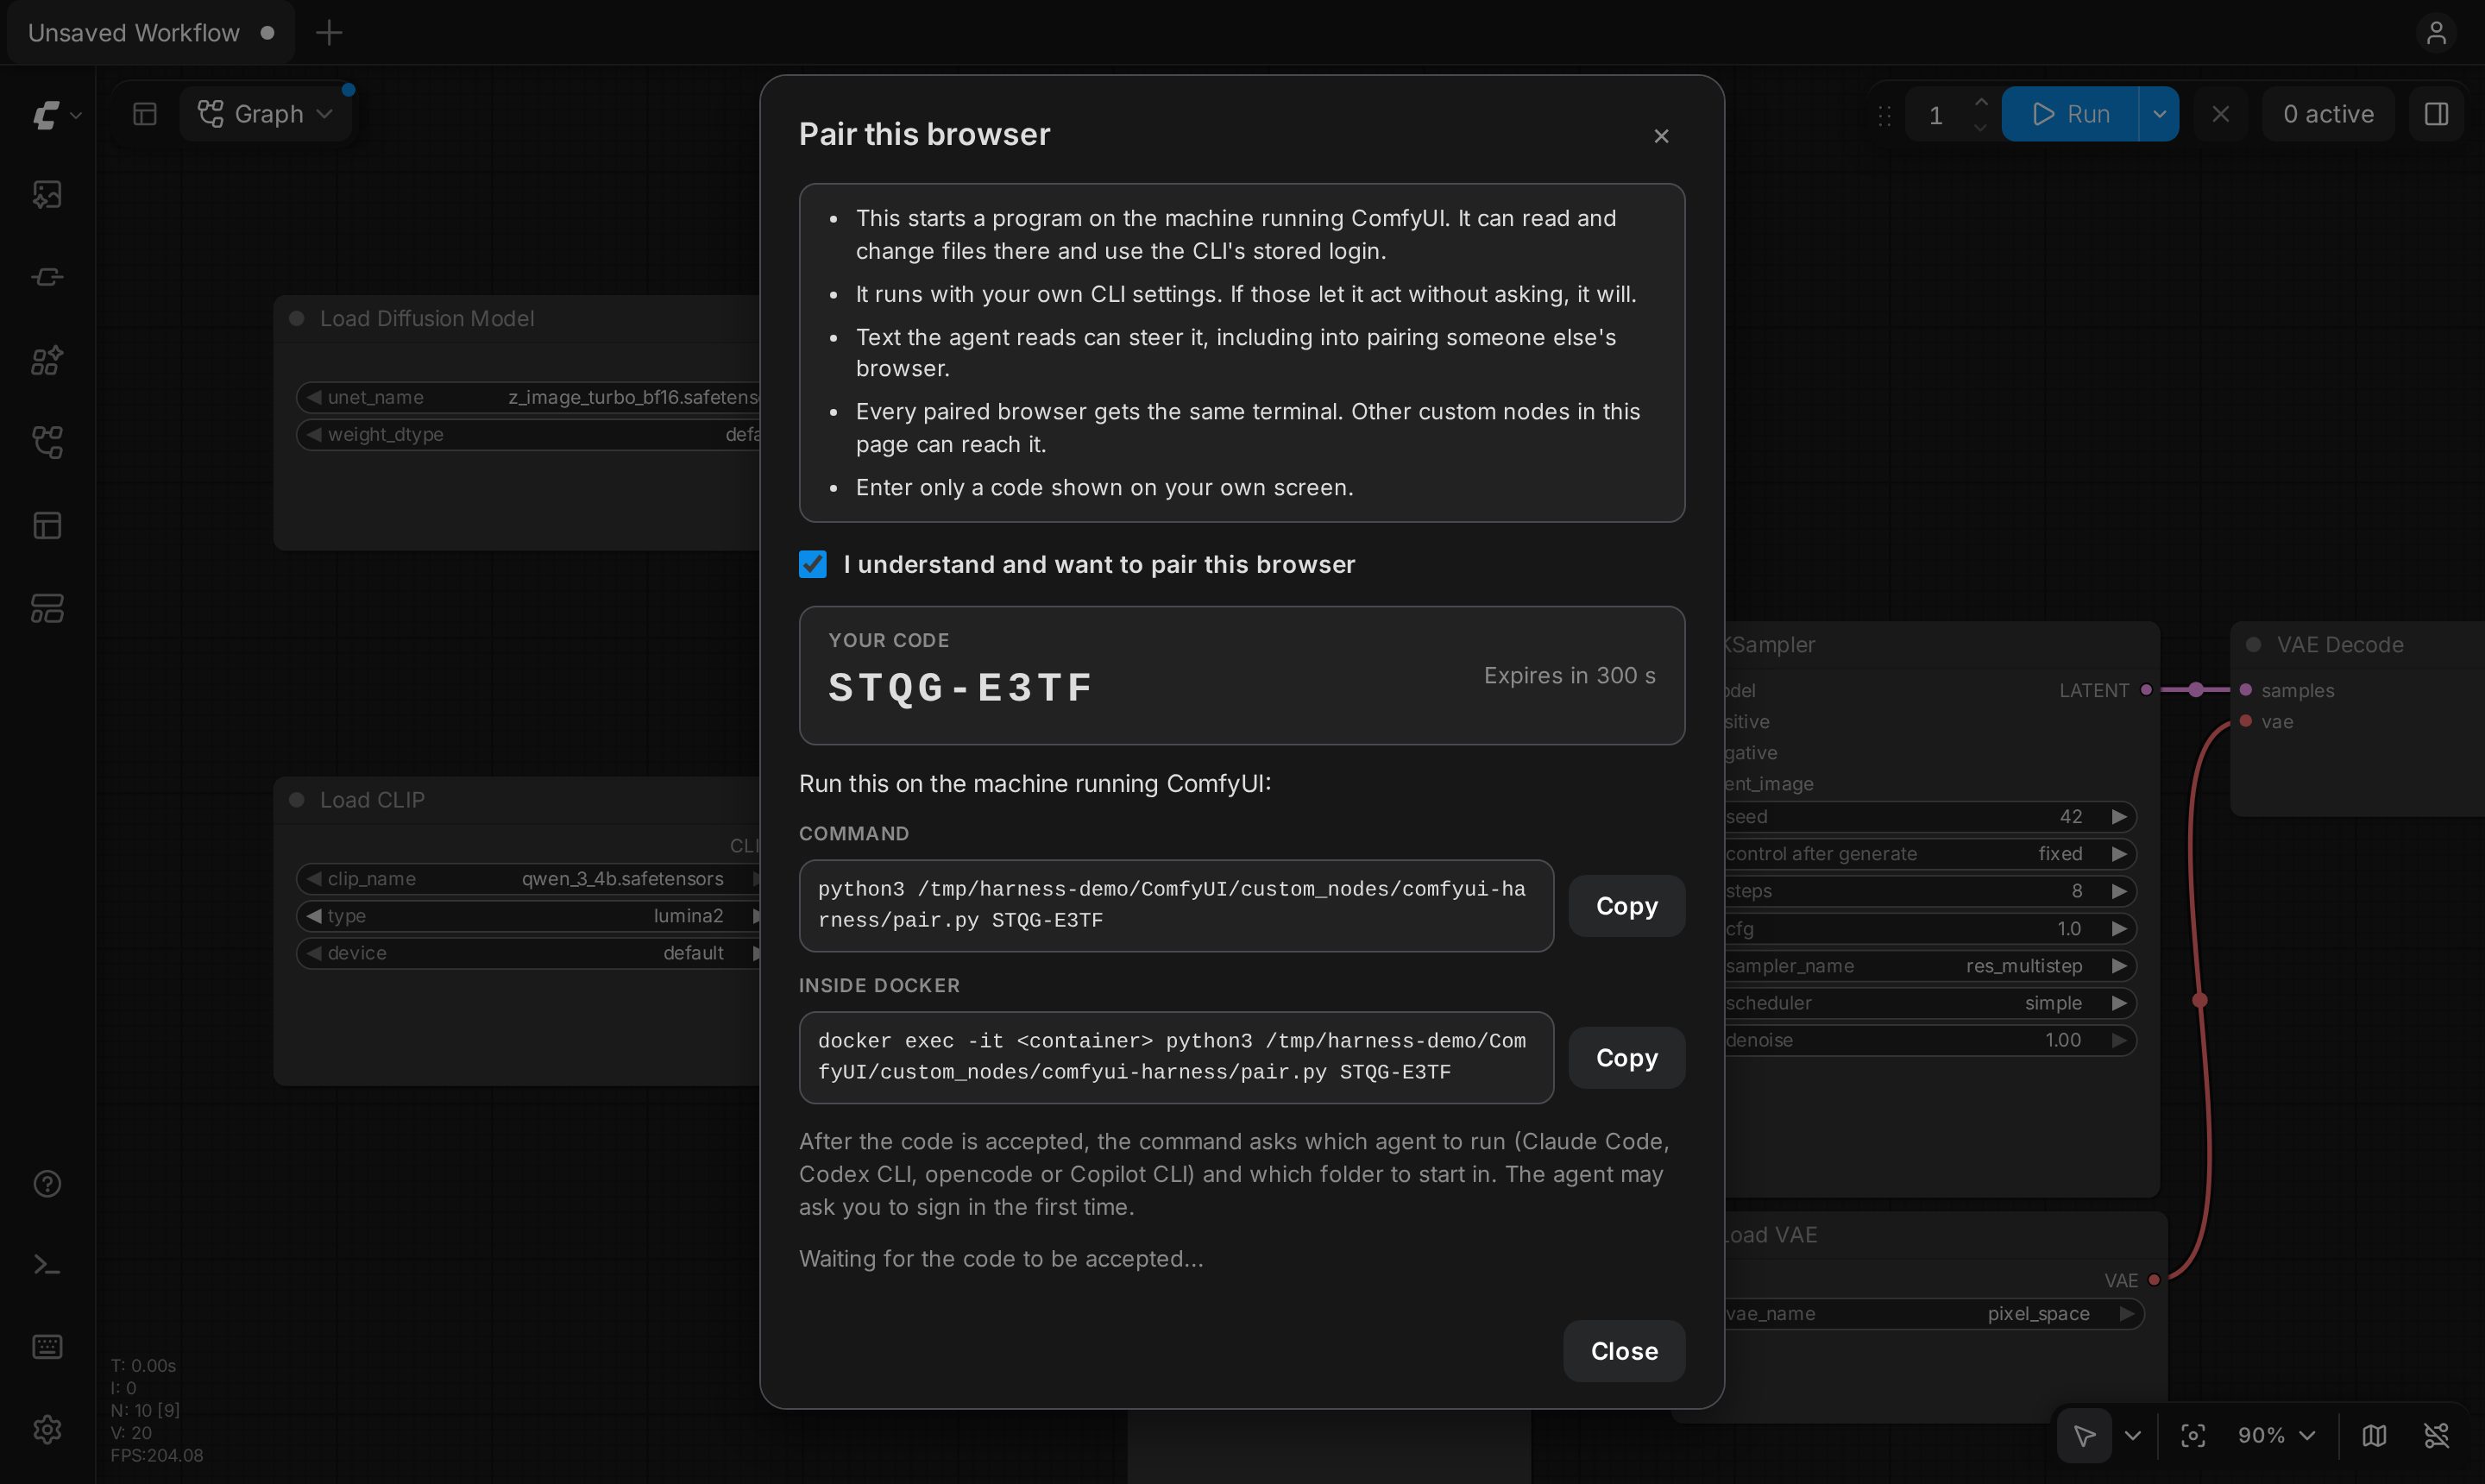 Unsaved Workflow
Graph
1
Run
0 active
Pair this browser
• This starts a program on the machine running ComfyUI. It can read and
change files there and use the CLI's stored login.
• It runs with your own CLI settings. If those let it act without asking, it will.
• Text the agent reads can steer it, including into pairing someone else's
browser.
• Every paired browser gets the same terminal. Other custom nodes in this
page can reach it.
• Enter only a code shown on your own screen.
I understand and want to pair this browser
YOUR CODE
STQG-E3TF
Expires in 300 s
Run this on the machine running ComfyUI:
COMMAND
python3 /tmp/harness-demo/ComfyUI/custom_nodes/comfyui-ha
rness/pair.py STQG-E3TF
Copy
INSIDE DOCKER
docker exec -it <container> python3 /tmp/harness-demo/Com
fyUI/custom_nodes/comfyui-harness/pair.py STQG-E3TF
Copy
After the code is accepted, the command asks which agent to run (Claude Code,
Codex CLI, opencode or Copilot CLI) and which folder to start in. The agent may
ask you to sign in the first time.
Waiting for the code to be accepted...
Close
Load Diffusion Model
unet_name z_image_turbo_bf16.safetens
weight_dtype defa
Load CLIP
CLI
clip_name qwen_3_4b.safetensors
type lumina2
device default
KSampler
odel
LATENT
sitive
gative
ent_image
seed 42
control after generate fixed
steps 8
cfg 1.0
sampler_name res_multistep
scheduler simple
denoise 1.00
VAE Decode
samples
vae
Load VAE
VAE
vae_name pixel_space
T: 0.00s
I: 0
N: 10 [9]
V: 20
FPS:204.08
90%